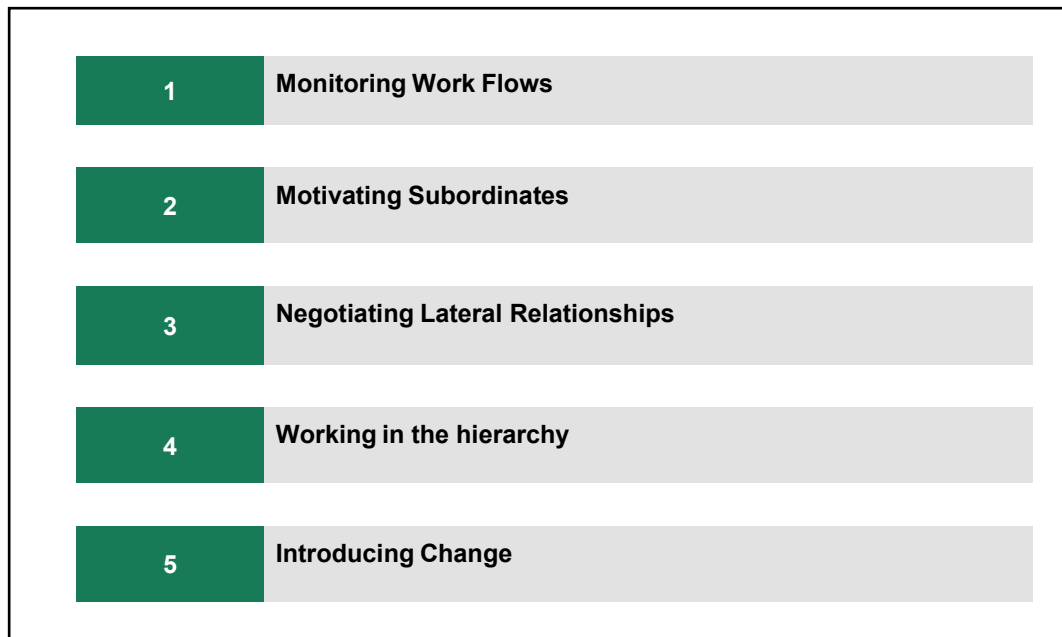 1 Monitoring Work Flows
2 Motivating Subordinates
3 Negotiating Lateral Relationships
4 Working in the hierarchy
5 Introducing Change